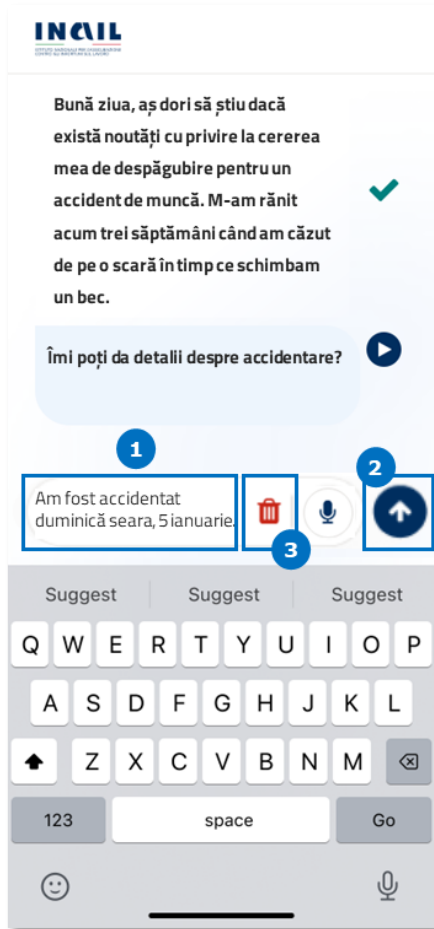 INAIL
ISTITUTO NAZIONALE PER L'ASSICURAZIONE
CONTRO GLI INFORTUNI SUL LAVORO
Bună ziua, aș dori să știu dacă
există noutăți cu privire la cererea
mea de despăgubire pentru un
accident de muncă. M-am rănit
acum trei săptămâni când am căzut
de pe o scară în timp ce schimbam
un bec.
Îmi poți da detalii despre accidentare?
1
2
Am fost accidentat
duminică seara, 5 ianuarie.
3
Suggest Suggest Suggest
Q W E R T Y U I O P
A S D F G H J K L
Z X C V B N M
123 space Go